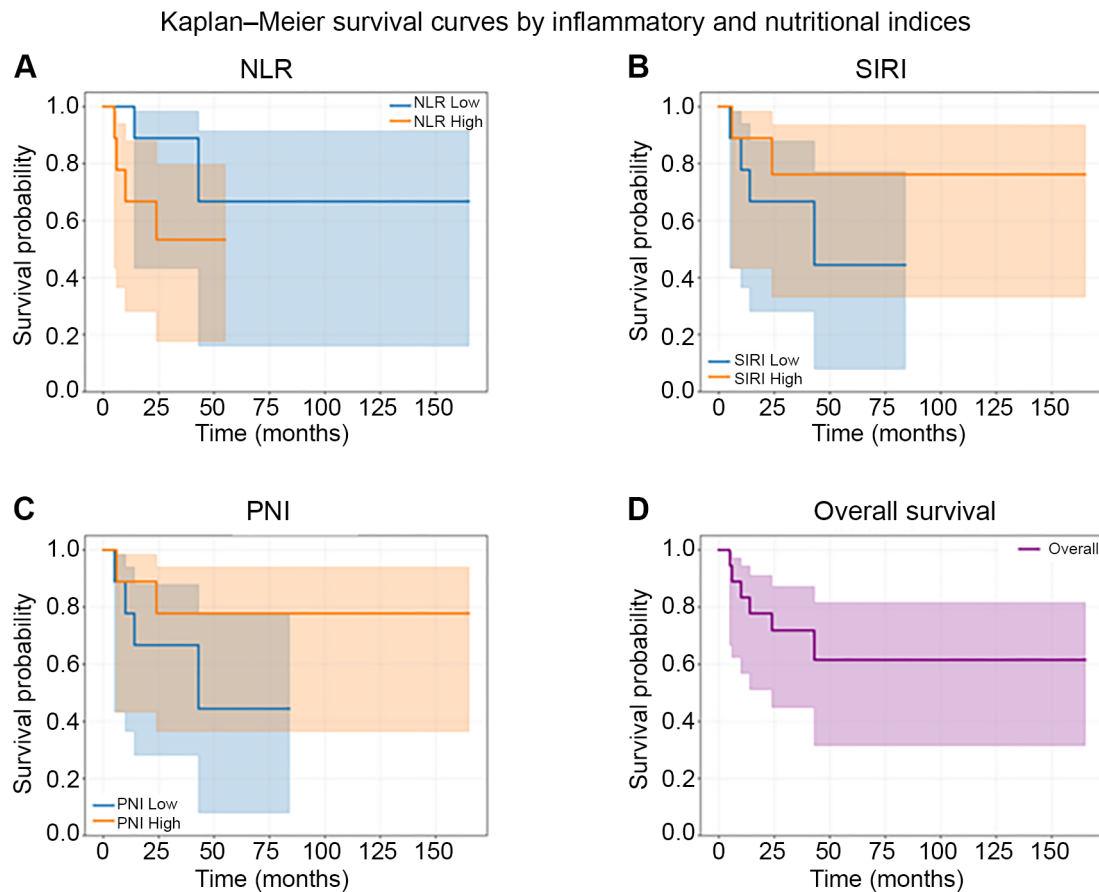 Kaplan–Meier survival curves by inflammatory and nutritional indices
A
NLR
NLR Low
NLR High
Survival probability
1.0
0.8
0.6
0.4
0.2
0.0
0 25 50 75 100 125 150
Time (months)
B
SIRI
SIRI Low
SIRI High
Survival probability
1.0
0.8
0.6
0.4
0.2
0.0
0 25 50 75 100 125 150
Time (months)
C
PNI
PNI Low
PNI High
Survival probability
1.0
0.8
0.6
0.4
0.2
0.0
0 25 50 75 100 125 150
Time (months)
D
Overall survival
Overall
Survival probability
1.0
0.8
0.6
0.4
0.2
0.0
0 25 50 75 100 125 150
Time (months)